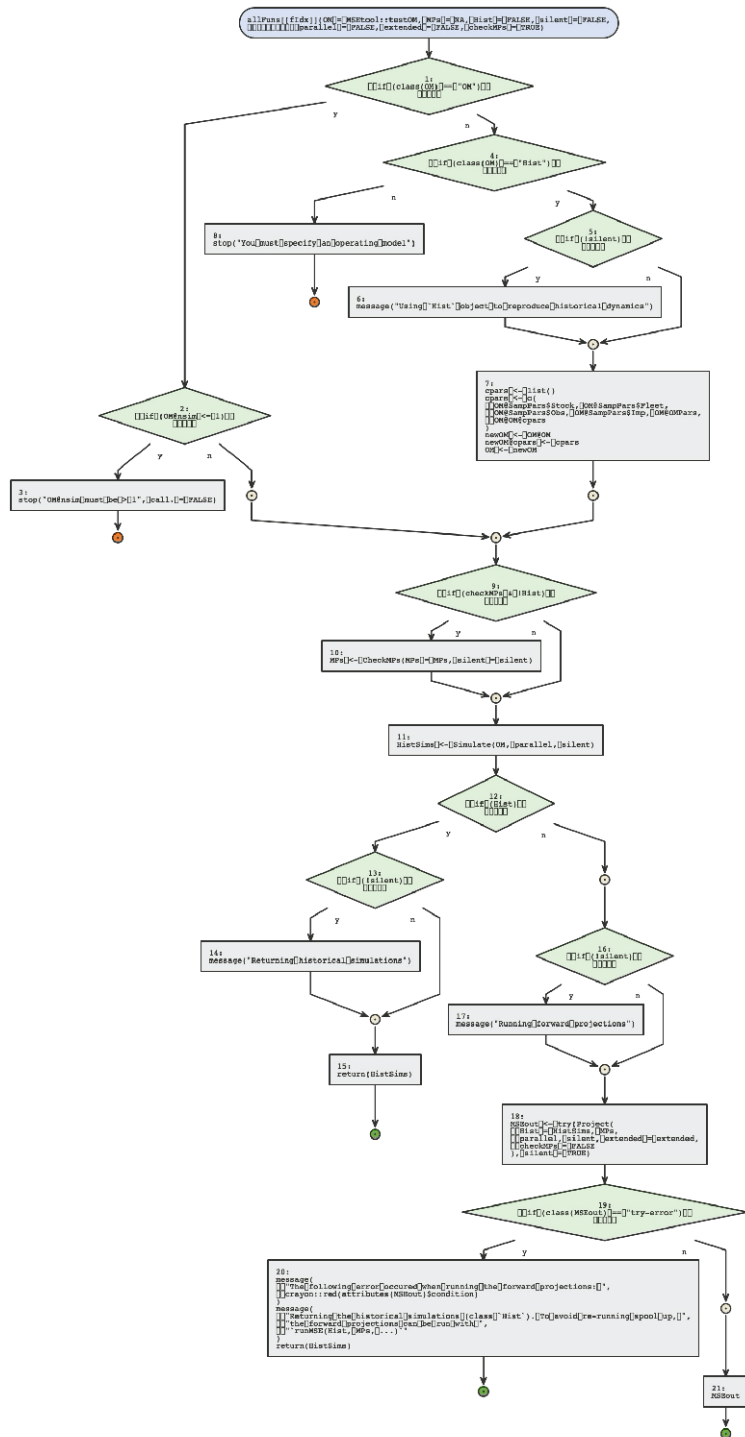 allFuns[[fIdx]](OM = MSEtool::testOM, MPs = NA, Hist = FALSE, silent = FALSE,
parallel = FALSE, extended = FALSE, checkMPs = TRUE)
1:
if (class(OM) == "OM")
y
n
4:
if (class(OM) == "Hist")
n
y
8:
stop("You must specify an operating model")
5:
if (!silent)
y
n
6:
message("Using `Hist` object to reproduce historical dynamics")
7:
cpars <- list()
cpars <- c(
OM@SampPars$Stock, OM@SampPars$Fleet,
OM@SampPars$Obs, OM@SampPars$Imp, OM@OMPars,
OM@OM@cpars
)
newOM <- OM@OM
newOM@cpars <- cpars
OM <- newOM
2:
if (OM@nsim <= 1)
y
n
3:
stop("OM@nsim must be > 1", call. = FALSE)
9:
if (checkMPs & !Hist)
y
n
10:
MPs <- CheckMPs(MPs = MPs, silent = silent)
11:
HistSims <- Simulate(OM, parallel, silent)
12:
if (Hist)
y
n
13:
if (!silent)
y
n
14:
message("Returning historical simulations")
15:
return(HistSims)
16:
if (!silent)
y
n
17:
message("Running forward projections")
18:
MSEout <- try(Project(
Hist = HistSims, MPs,
parallel, silent, extended = extended,
checkMPs = FALSE
), silent = TRUE)
19:
if (class(MSEout) == "try-error")
y
n
20:
message(
"The following error occured when running the forward projections: ",
crayon::red(attributes(MSEout)$condition)
)
message(
"Returning the historical simulations (class `Hist`). To avoid re-running spool up, ",
"the forward projections can be run with ",
"`runMSE(Hist, MPs, ...)`"
)
return(HistSims)
21:
MSEout